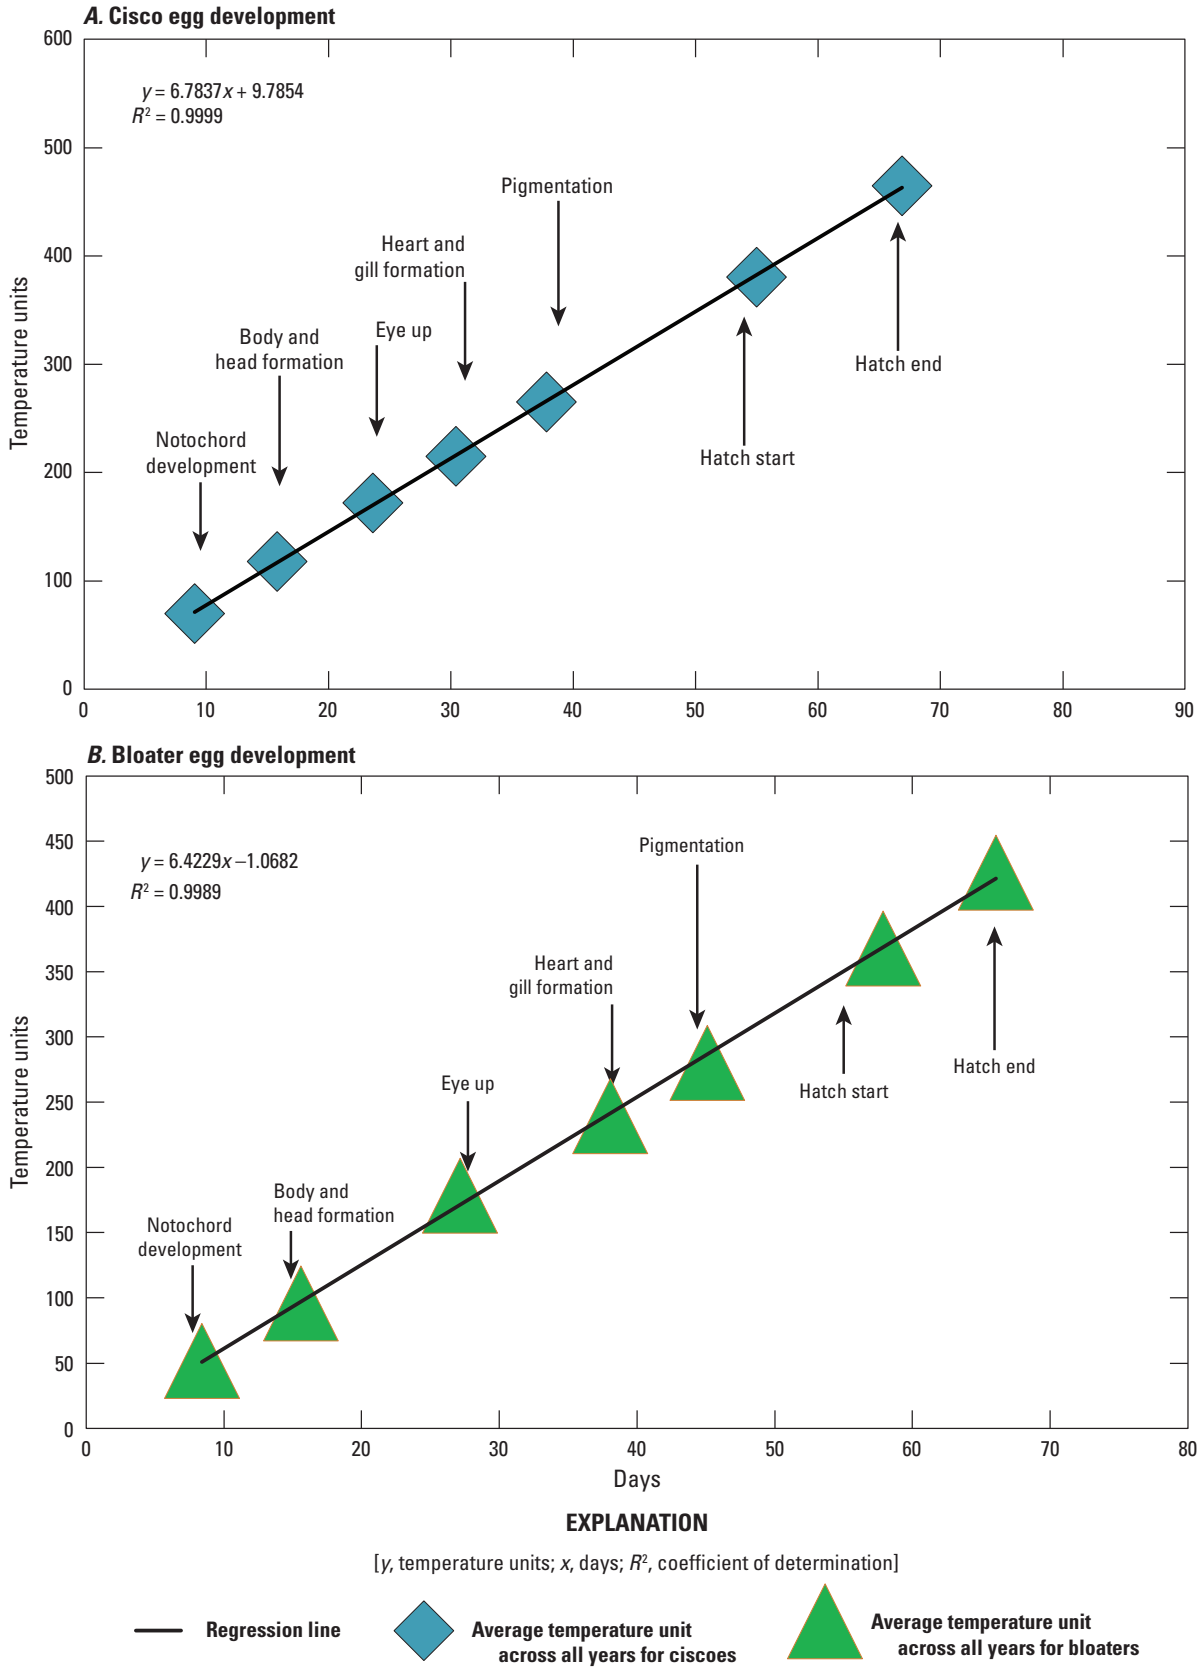 A. Cisco egg development
600
500
400
300
200
100
0
Temperature units
y = 6.7837x + 9.7854
R² = 0.9999
Notochord
development
Body and
head formation
Eye up
Heart and
gill formation
Pigmentation
Hatch start
Hatch end
0 10 20 30 40 50 60 70 80 90
B. Bloater egg development
500
450
400
350
300
250
200
150
100
50
0
Temperature units
y = 6.4229x –1.0682
R² = 0.9989
Notochord
development
Body and
head formation
Eye up
Heart and
gill formation
Pigmentation
Hatch start
Hatch end
0 10 20 30 40 50 60 70 80
Days
EXPLANATION
[y, temperature units; x, days; R², coefficient of determination]
Regression line
Average temperature unit
across all years for ciscoes
Average temperature unit
across all years for bloaters